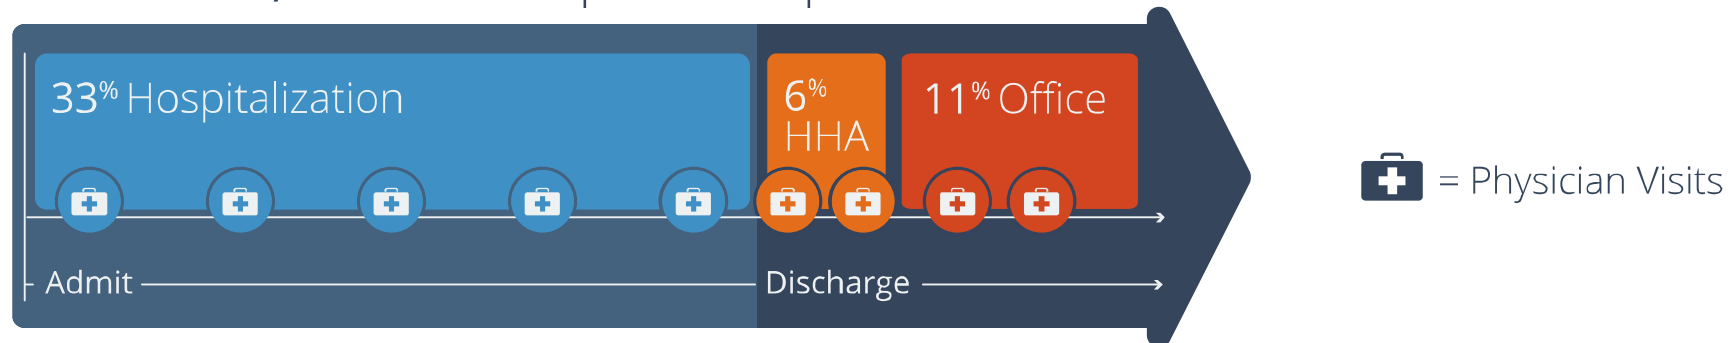 33% Hospitalization
6%
HHA
11% Office
= Physician Visits
Admit
Discharge